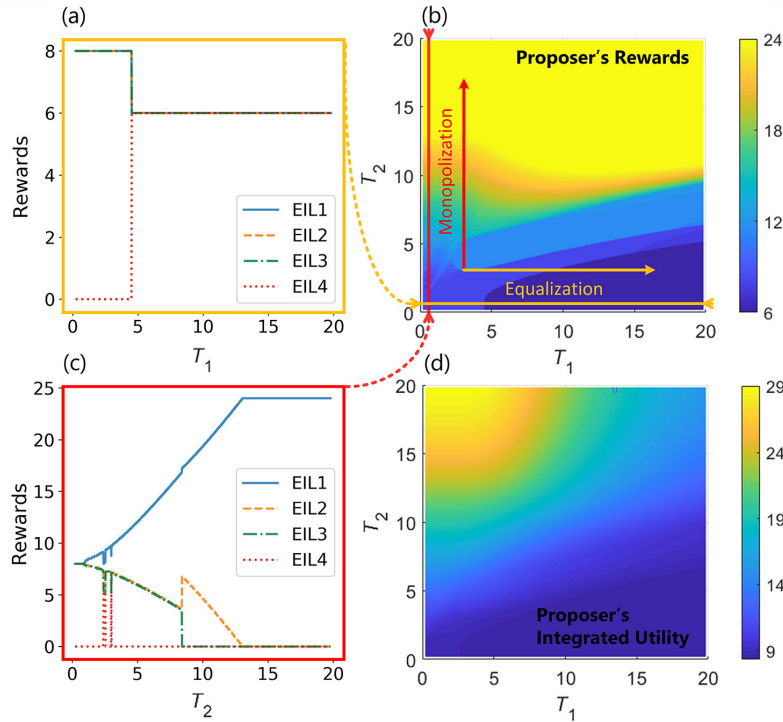 (a)
8
6
4
2
0
Rewards
EIL1
EIL2
EIL3
EIL4
0
5
10
15
20
T1
(b)
20
15
10
5
0
T2
Proposer's Rewards
Monopolization
Equalization
0
5
10
15
20
T1
24
18
12
6
(c)
25
20
15
10
5
0
Rewards
EIL1
EIL2
EIL3
EIL4
0
5
10
15
20
T2
(d)
20
15
10
5
0
T2
Proposer's
Integrated Utility
0
5
10
15
20
T1
29
24
19
14
9